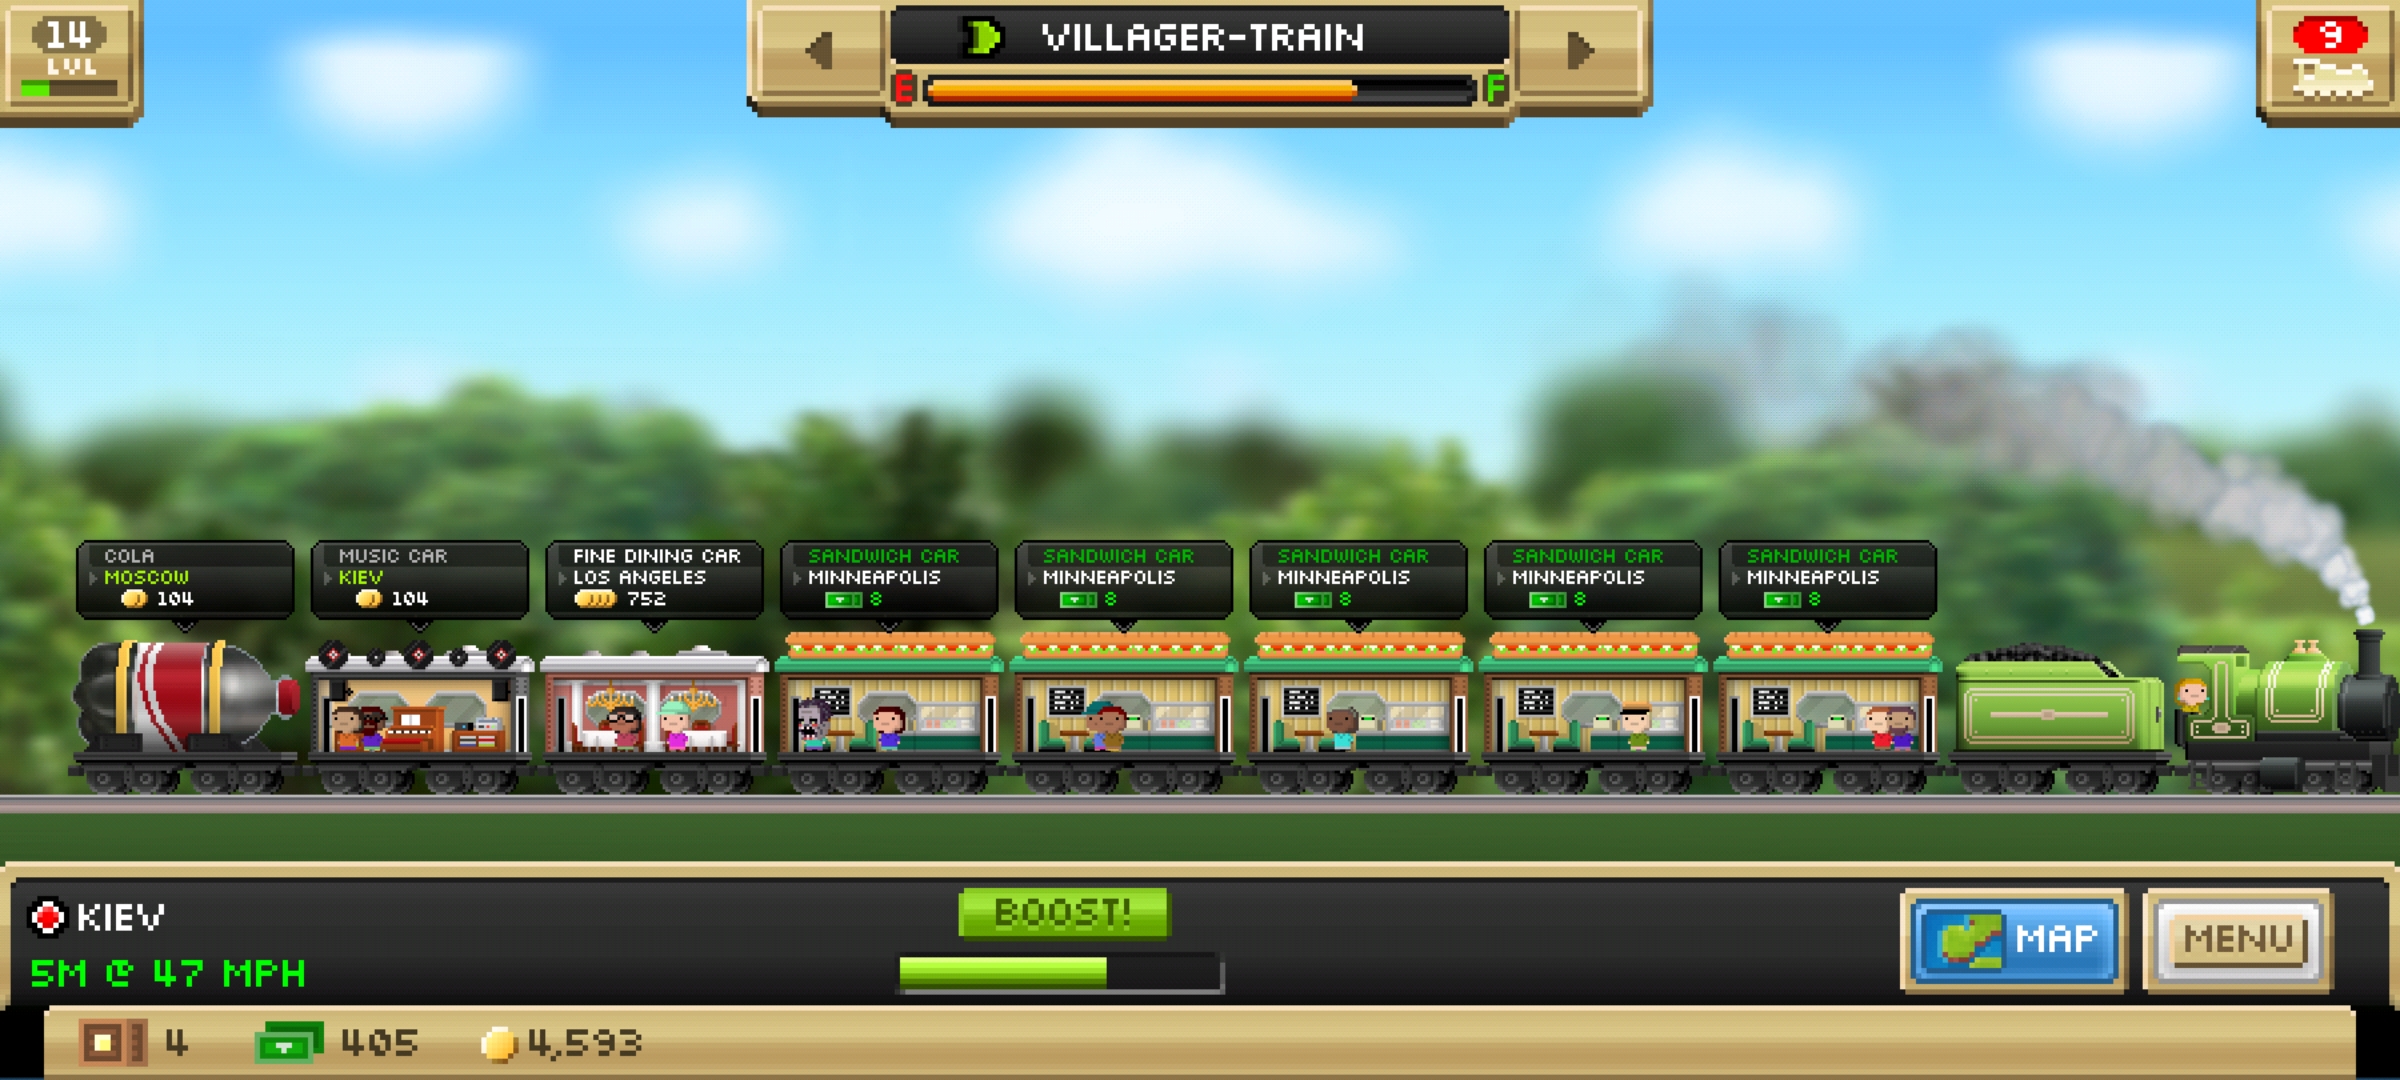 14
LVL
VILLAGER-TRAIN
E F
9
COLA
MOSCOW
104
MUSIC CAR
KIEV
104
FINE DINING CAR
LOS ANGELES
752
SANDWICH CAR
MINNEAPOLIS
8
SANDWICH CAR
MINNEAPOLIS
8
SANDWICH CAR
MINNEAPOLIS
8
SANDWICH CAR
MINNEAPOLIS
8
SANDWICH CAR
MINNEAPOLIS
8
KIEV
5M @ 47 MPH
BOOST!
MAP
MENU
4 405 4,593